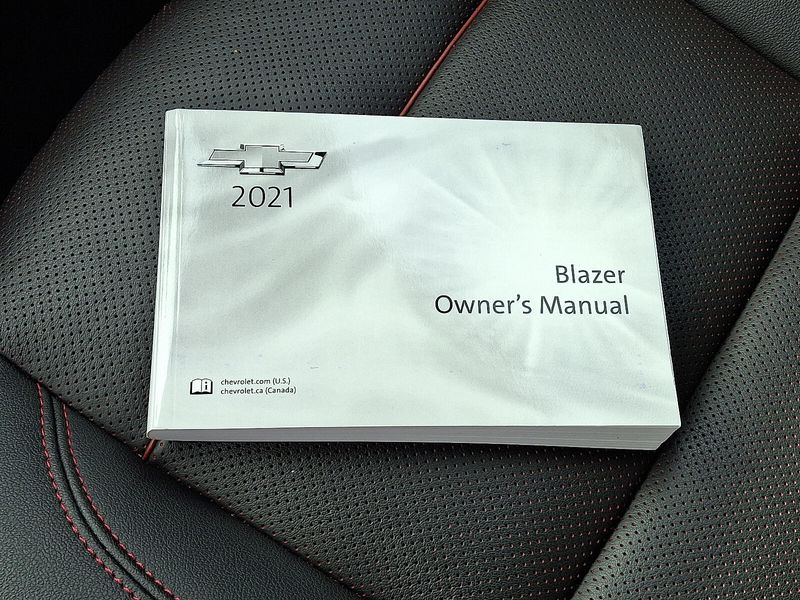 2021
Blazer
Owner's Manual
chevrolet.com (U.S.)
chevrolet.ca (Canada)